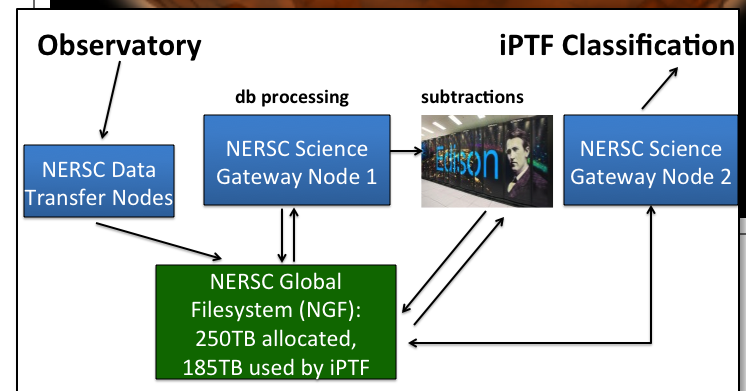 Observatory
iPTF Classification
db processing
subtractions
NERSC Data
Transfer Nodes
NERSC Science
Gateway Node 1
Edison
NERSC Science
Gateway Node 2
NERSC Global
Filesystem (NGF):
250TB allocated,
185TB used by iPTF